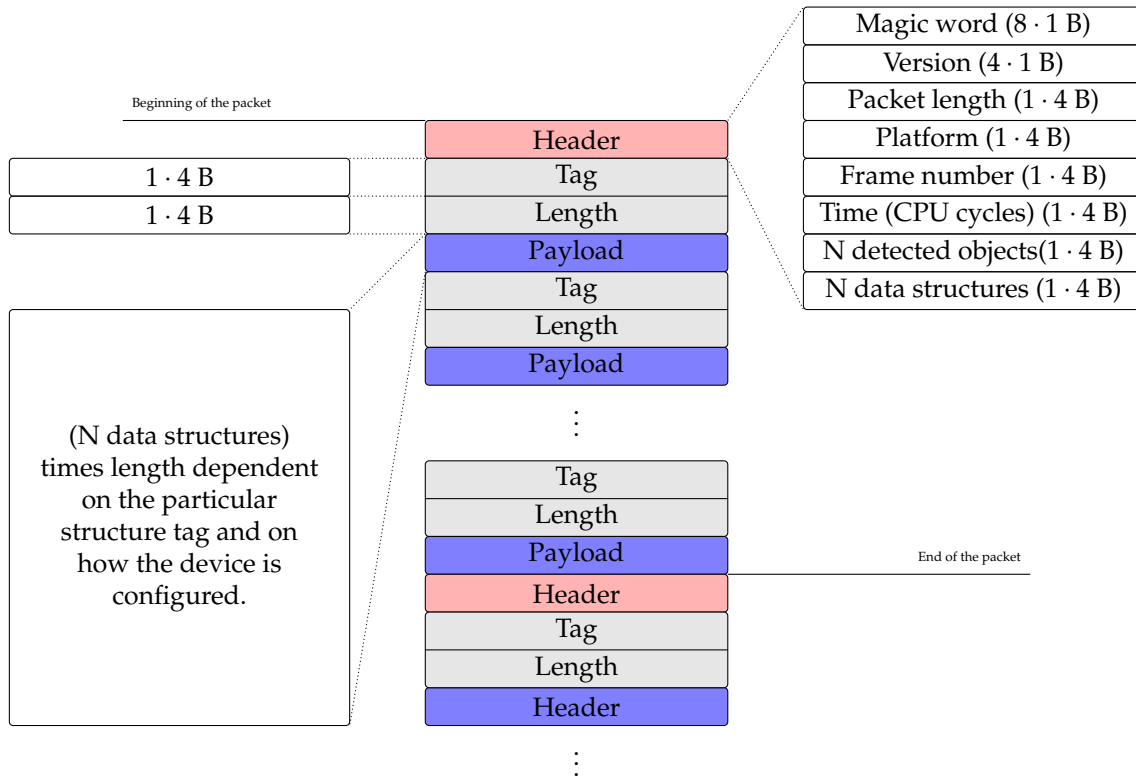 Magic word (8 · 1 B)
Version (4 · 1 B)
Packet length (1 · 4 B)
Platform (1 · 4 B)
Frame number (1 · 4 B)
Time (CPU cycles) (1 · 4 B)
N detected objects(1 · 4 B)
N data structures (1 · 4 B)
Beginning of the packet
Header
Tag
Length
Payload
Tag
Length
Payload
⋮
Tag
Length
Payload
Header
Tag
Length
Header
⋮
1 · 4 B
1 · 4 B
(N data structures)
times length dependent
on the particular
structure tag and on
how the device is
configured.
End of the packet